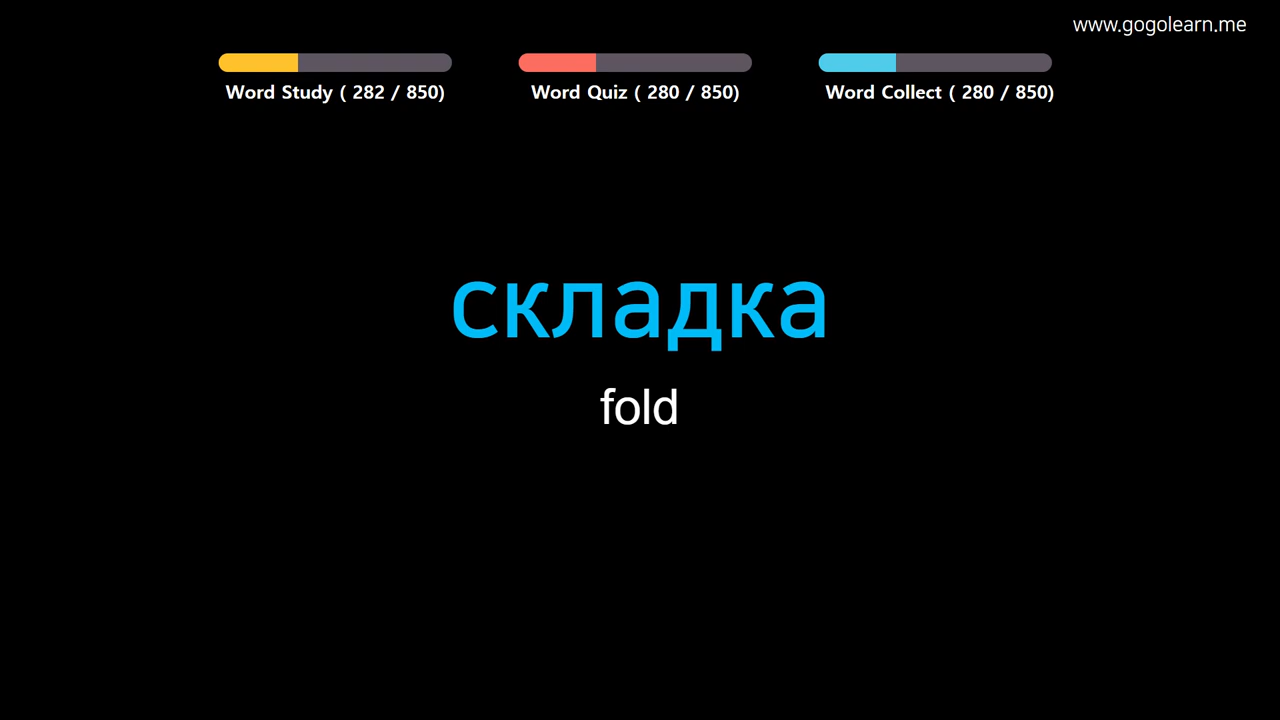 www.gogolearn.me
Word Study ( 282 / 850)
Word Quiz ( 280 / 850)
Word Collect ( 280 / 850)
складка
fold